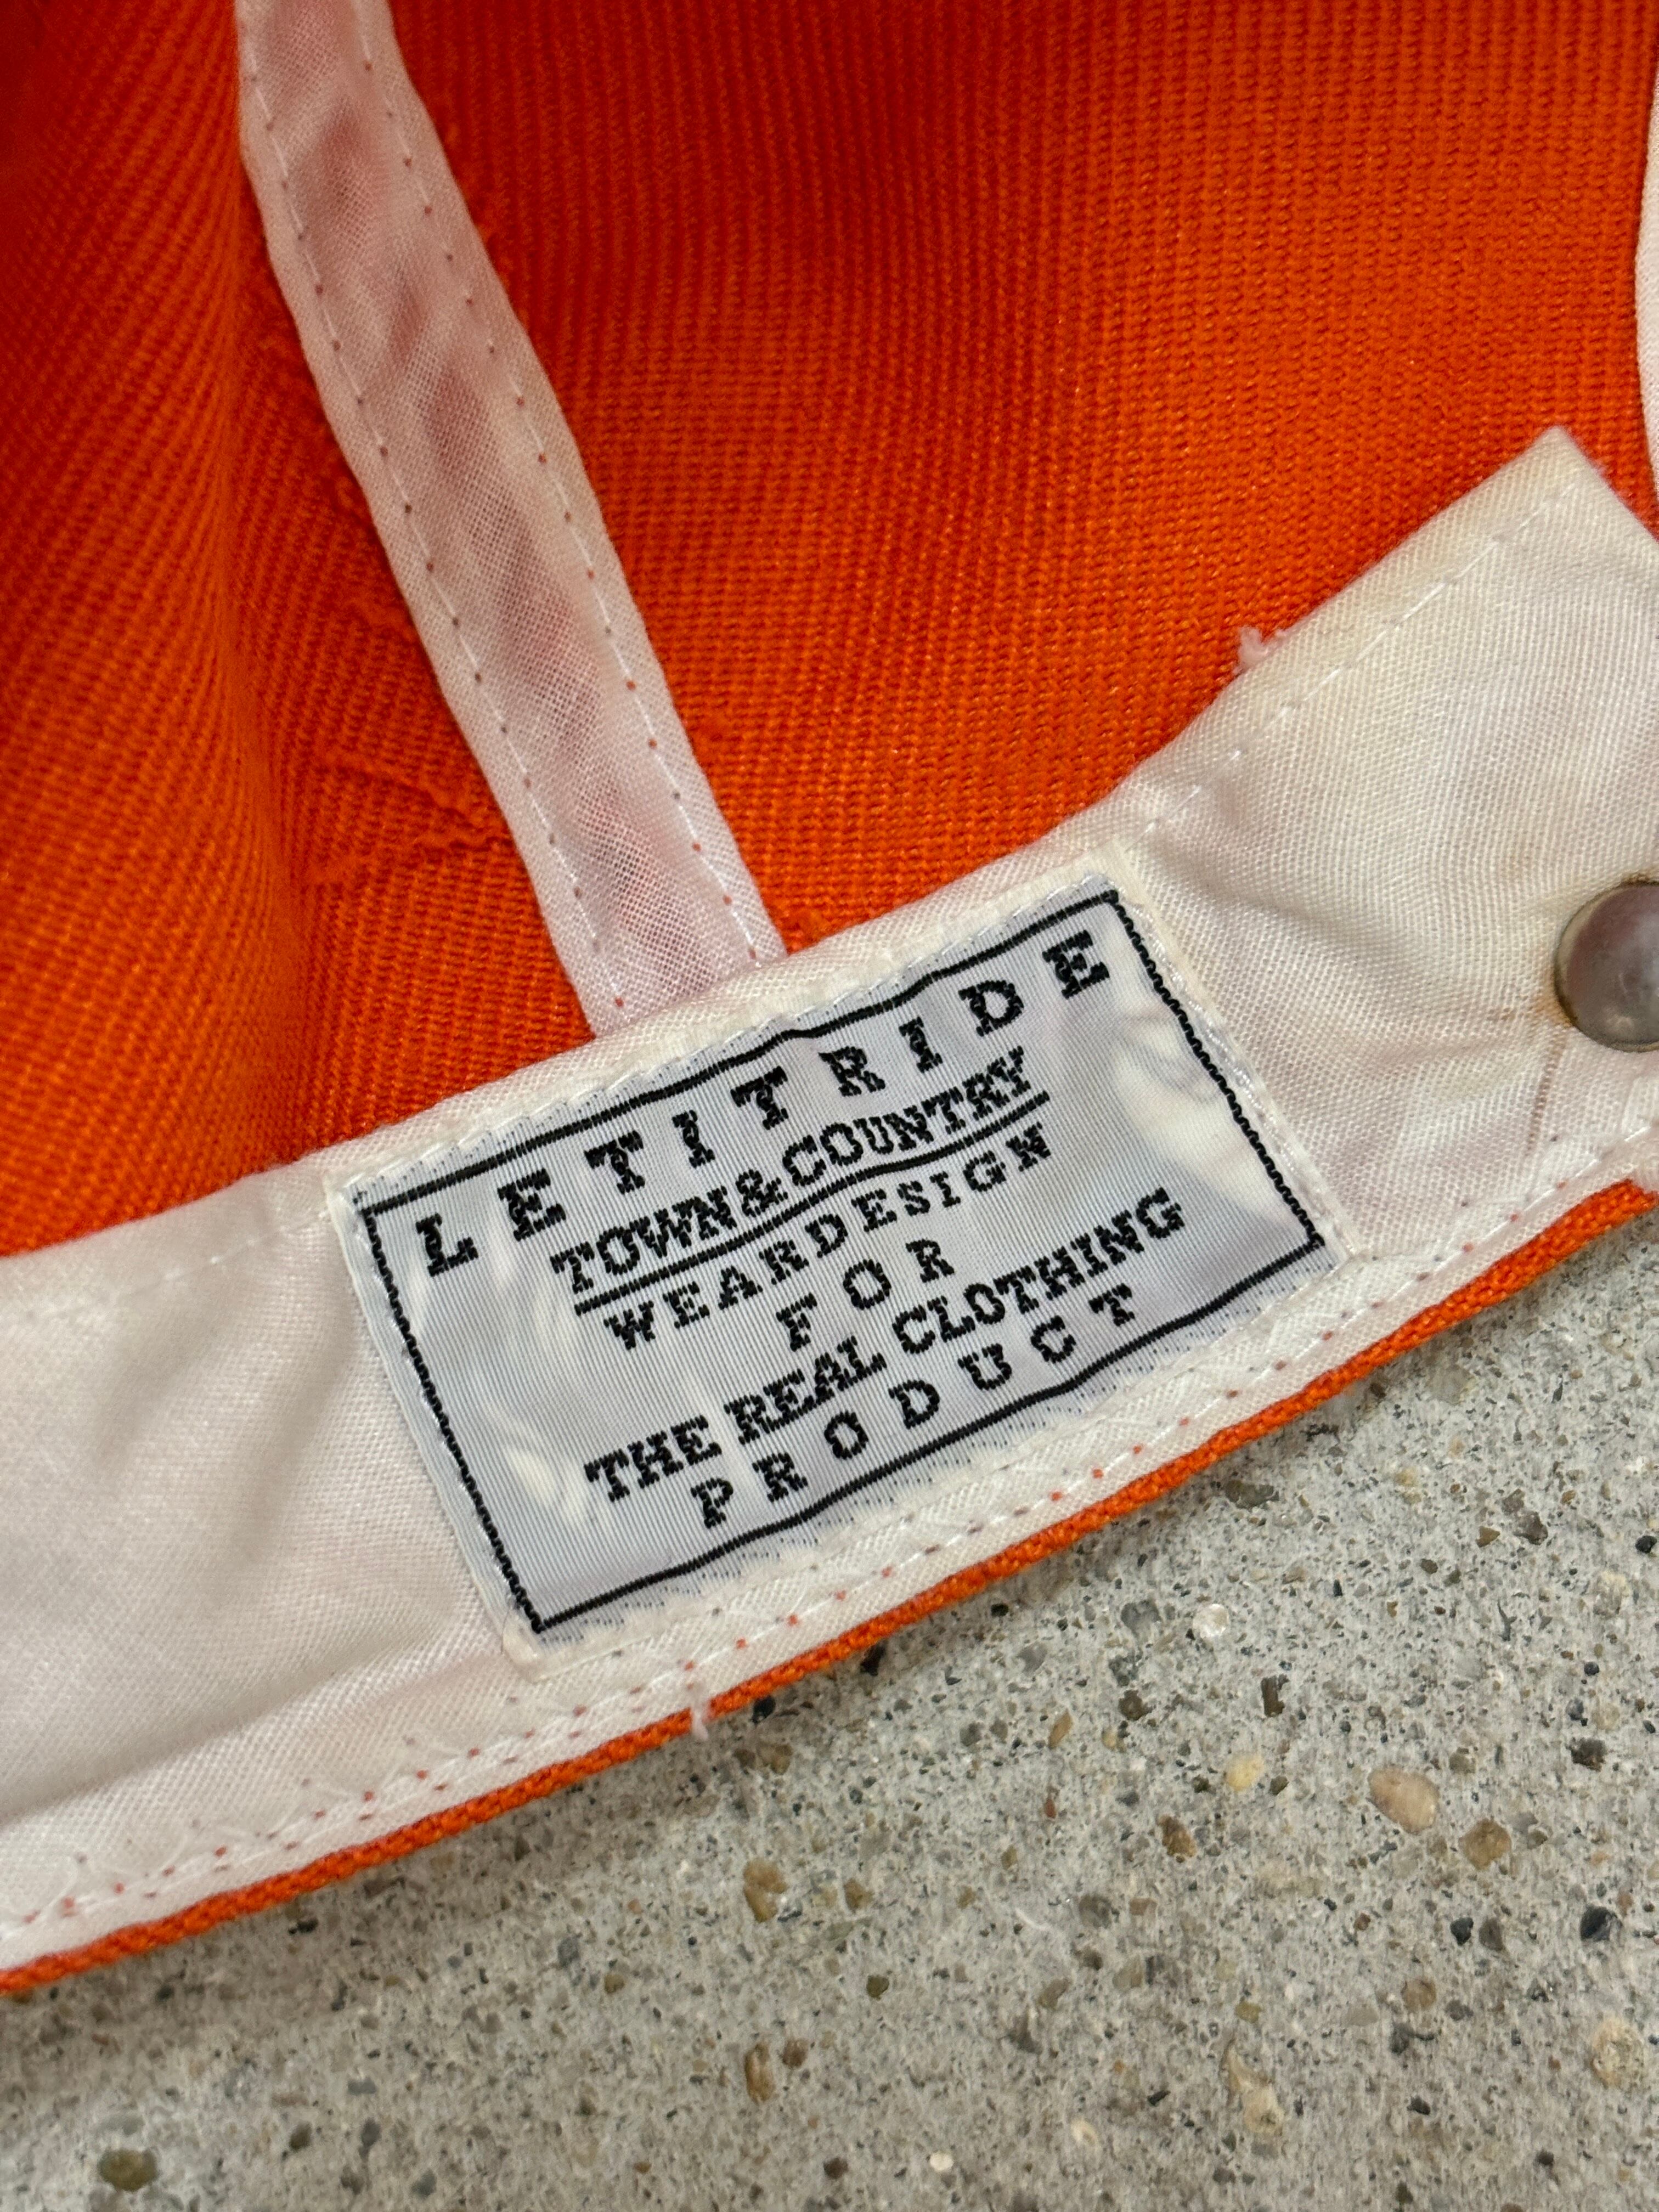 LETITRIDE
TOWN&COUNTRY
WEARDESIGN
FOR
THE REAL CLOTHING
PRODUCT